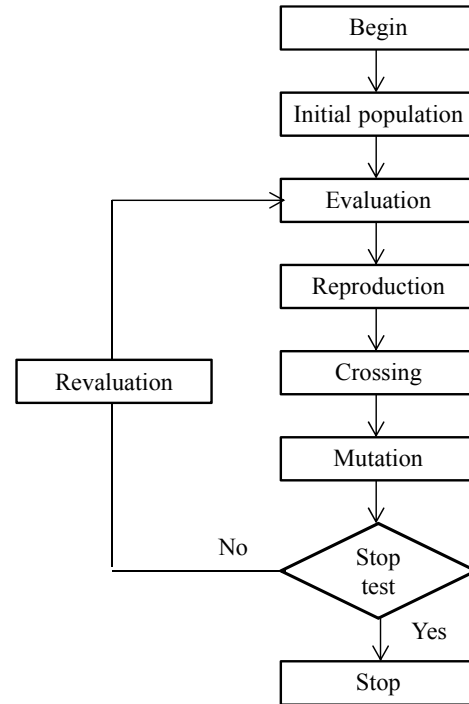 Begin
Initial population
Evaluation
Reproduction
Revaluation
Crossing
Mutation
No
Stop
test
Yes
Stop